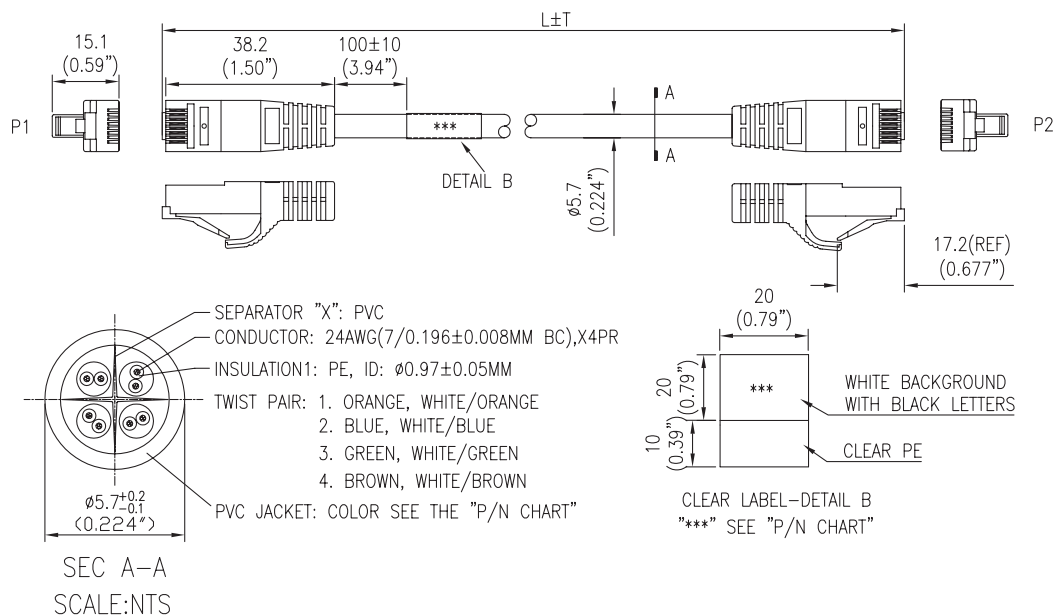 L±T
15.1
(0.59")
38.2
(1.50")
100±10
(3.94")
A
P1
***
P2
A
DETAIL B
ø5.7
(0.224")
17.2(REF)
(0.677")
SEPARATOR "X": PVC
CONDUCTOR: 24AWG(7/0.196±0.008MM BC),X4PR
INSULATION1: PE, ID: ø0.97±0.05MM
TWIST PAIR: 1. ORANGE, WHITE/ORANGE
2. BLUE, WHITE/BLUE
3. GREEN, WHITE/GREEN
4. BROWN, WHITE/BROWN
PVC JACKET: COLOR SEE THE "P/N CHART"
ø5.7+0.2
-0.1
(0.224")
SEC A-A
SCALE:NTS
20
(0.79")
20
(0.79")
***
WHITE BACKGROUND
WITH BLACK LETTERS
10
(0.39")
CLEAR PE
CLEAR LABEL-DETAIL B
"***" SEE "P/N CHART"